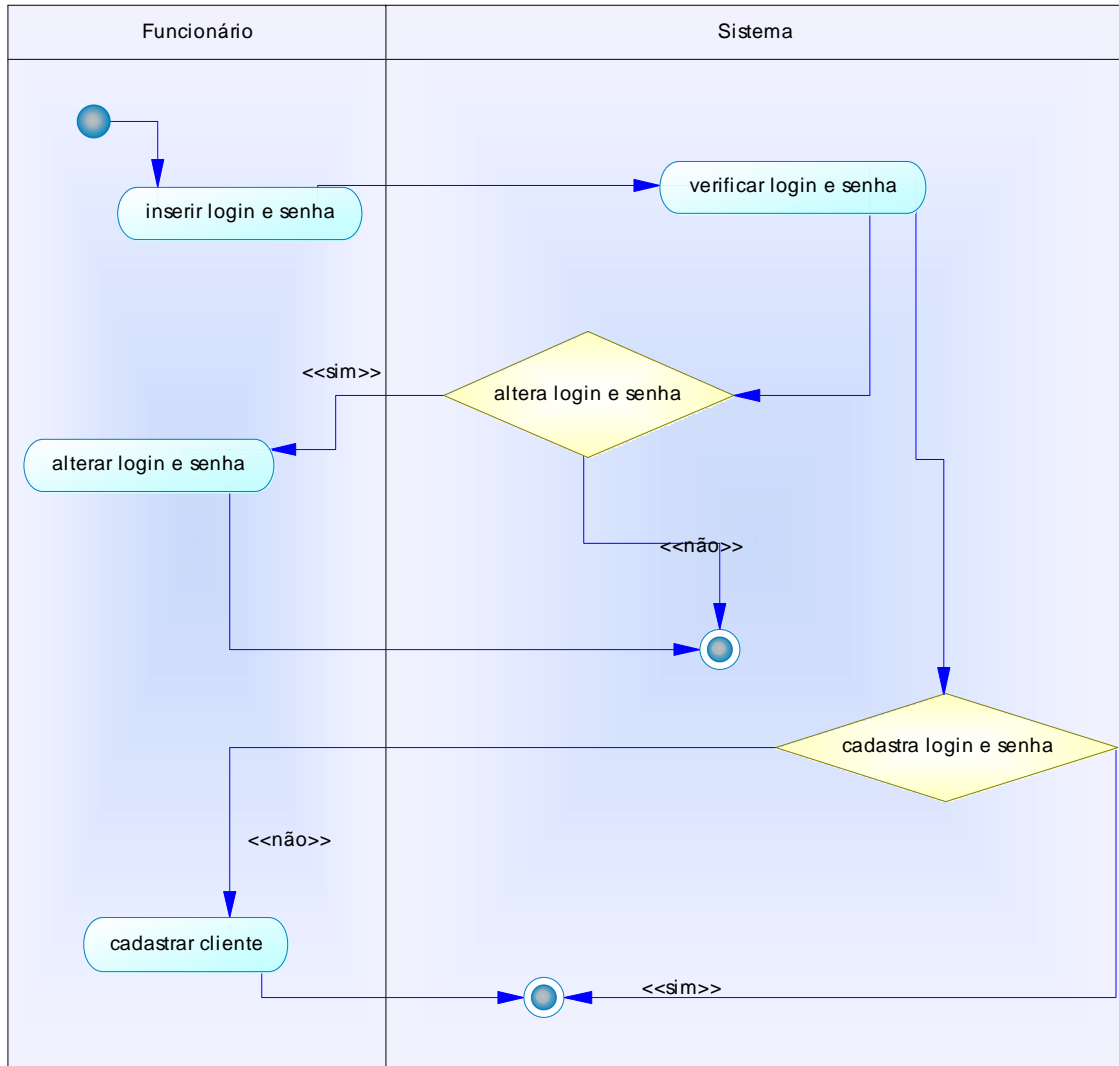 Funcionário
Sistema
inserir login e senha
verificar login e senha
<<sim>>
altera login e senha
alterar login e senha
<<não>>
cadastra login e senha
<<não>>
cadastrar cliente
<<sim>>